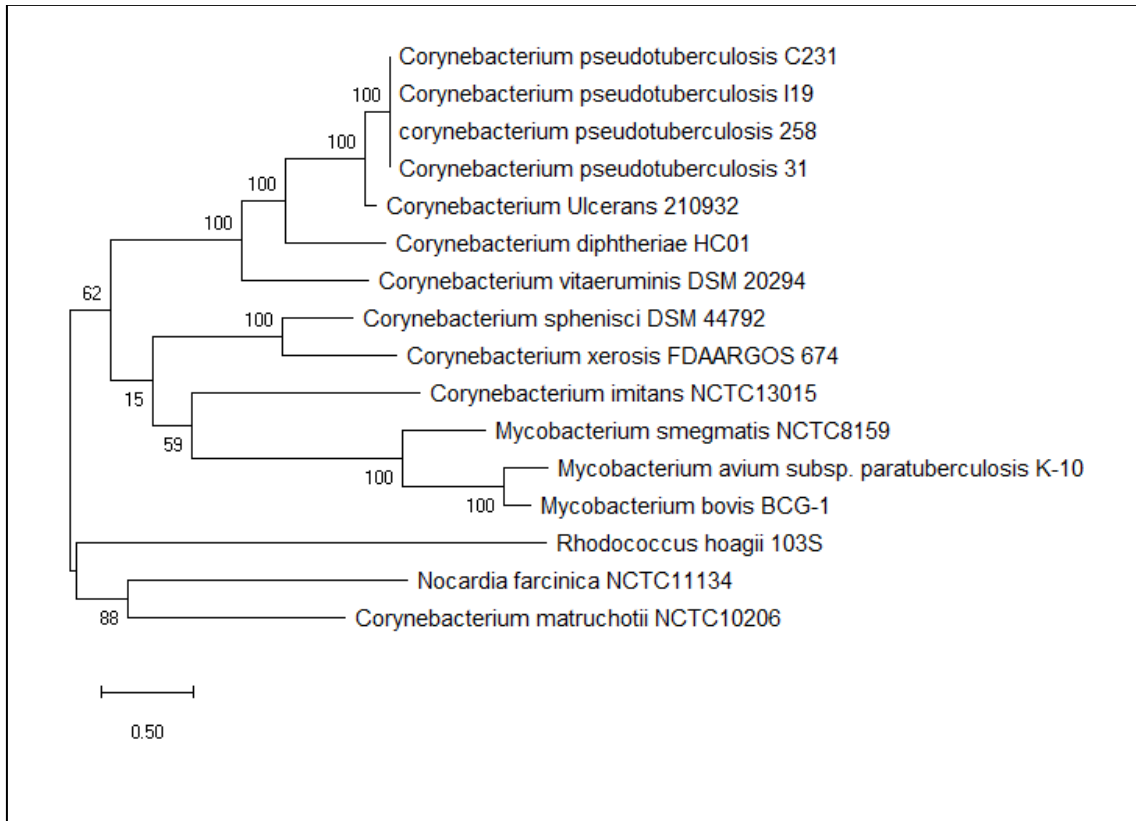 Corynebacterium pseudotuberculosis C231
100
Corynebacterium pseudotuberculosis I19
corynebacterium pseudotuberculosis 258
100
Corynebacterium pseudotuberculosis 31
100
Corynebacterium Ulcerans 210932
100
Corynebacterium diphtheriae HC01
Corynebacterium vitaeruminis DSM 20294
62
100
Corynebacterium sphenisci DSM 44792
Corynebacterium xerosis FDAARGOS 674
15
Corynebacterium imitans NCTC13015
59
Mycobacterium smegmatis NCTC8159
100
Mycobacterium avium subsp. paratuberculosis K-10
100
Mycobacterium bovis BCG-1
Rhodococcus hoagii 103S
Nocardia farcinica NCTC11134
88
Corynebacterium matruchotii NCTC10206
0.50